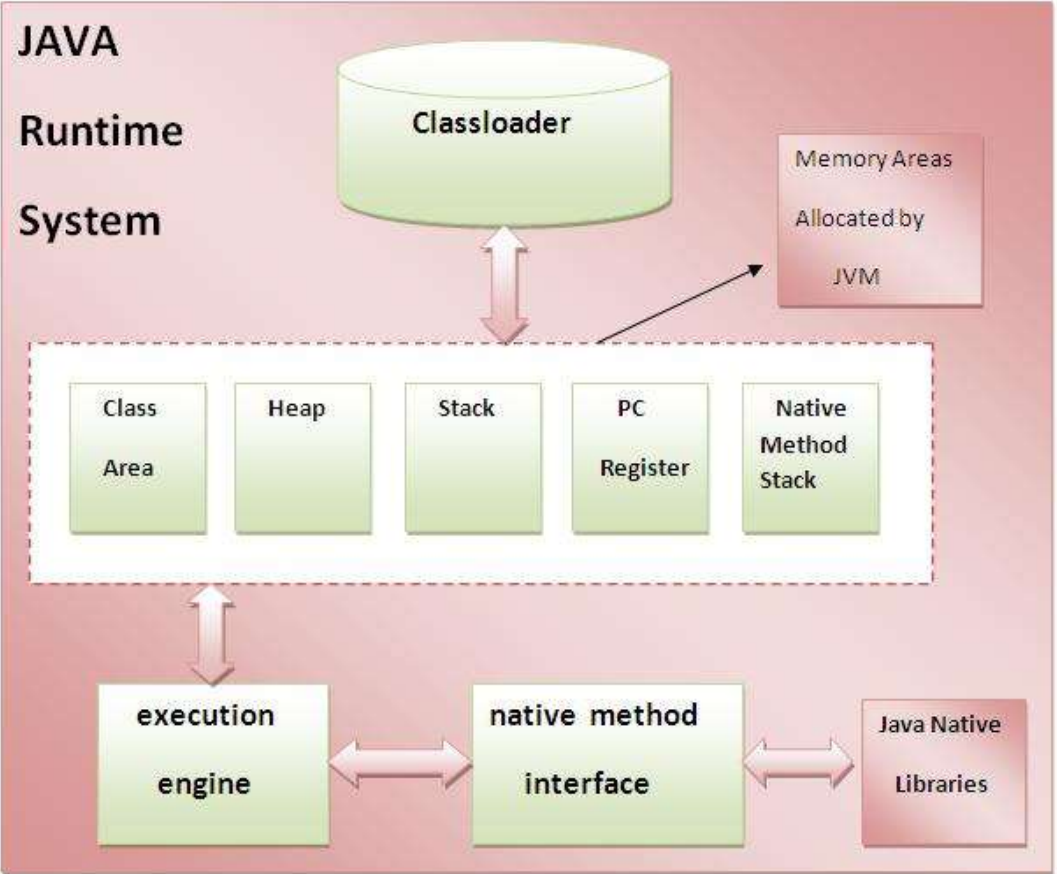 JAVA
Runtime
System
Classloader
Memory Areas
Allocated by
JVM
Class
Area
Heap
Stack
PC
Register
Native
Method
Stack
execution
engine
native method
interface
Java Native
Libraries